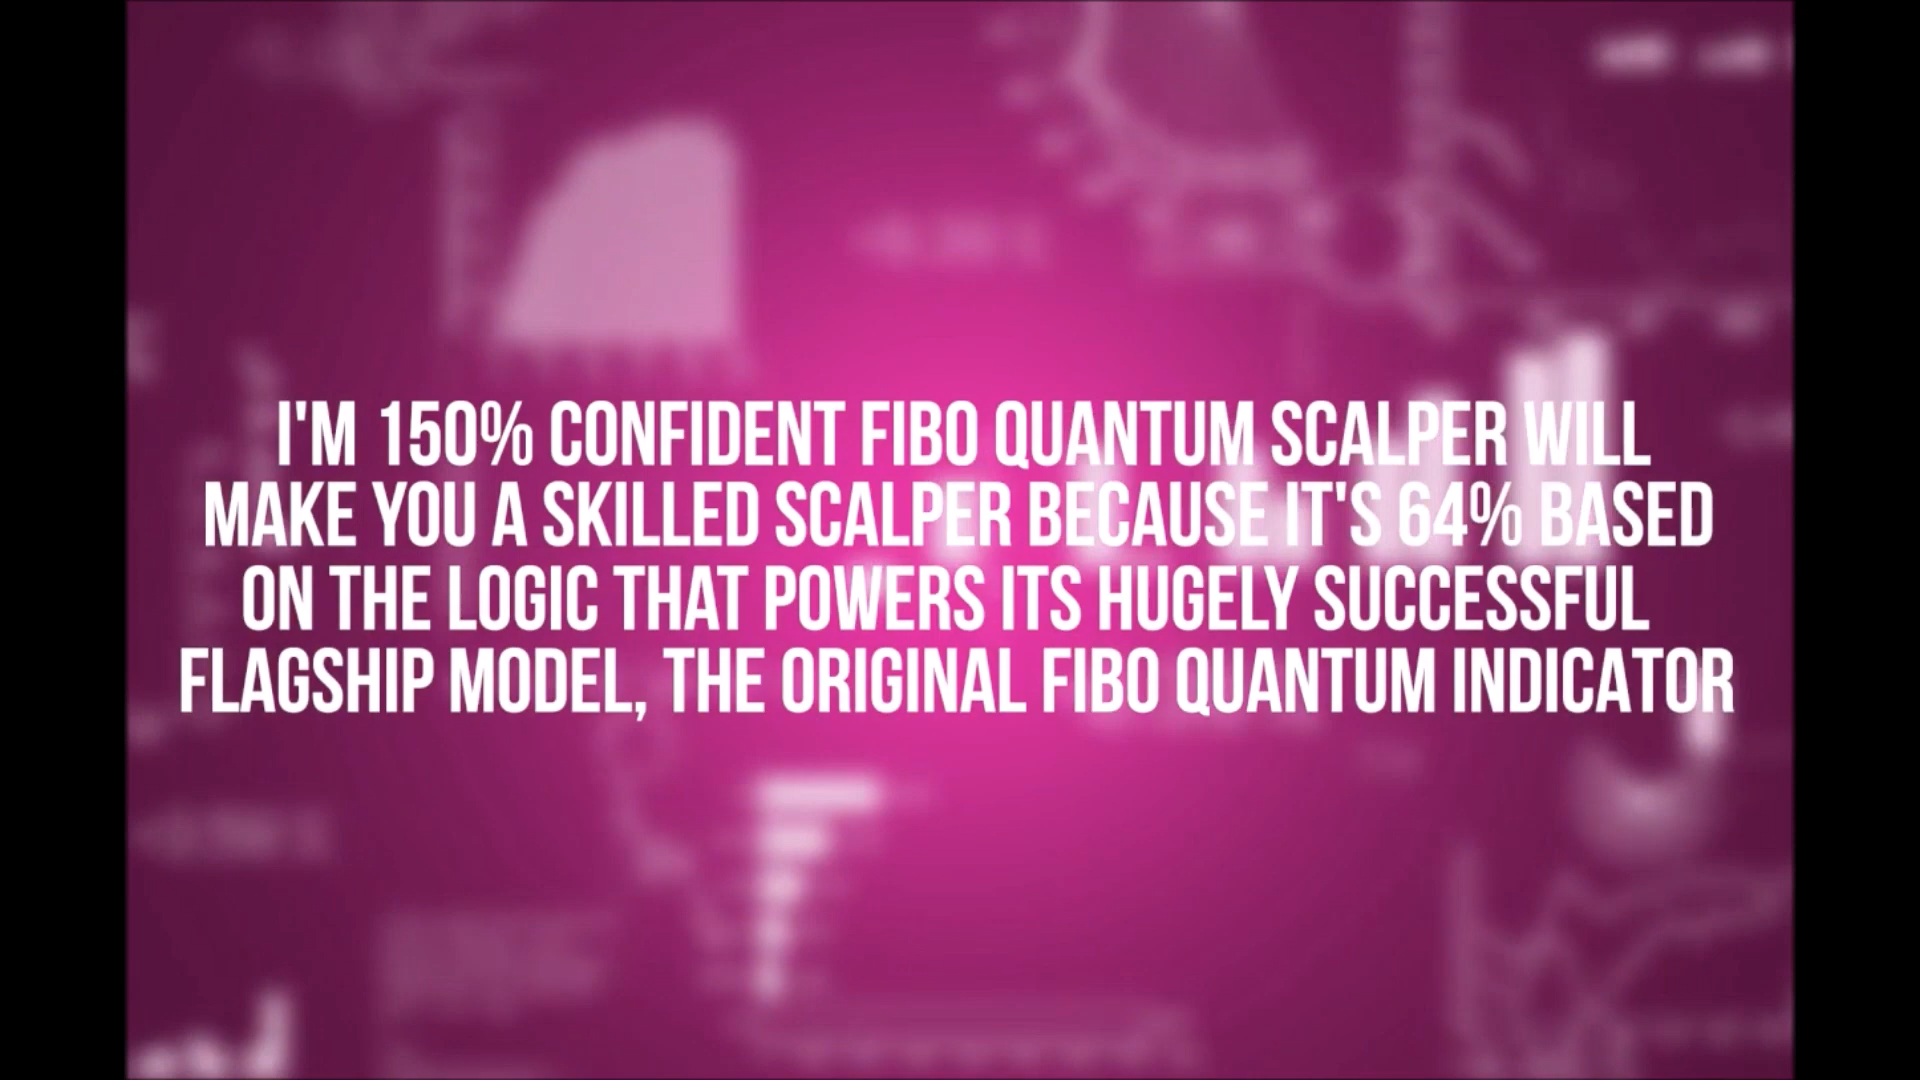 I'M 150% CONFIDENT FIBO QUANTUM SCALPER WILL
MAKE YOU A SKILLED SCALPER BECAUSE IT'S 64% BASED
ON THE LOGIC THAT POWERS ITS HUGELY SUCCESSFUL
FLAGSHIP MODEL, THE ORIGINAL FIBO QUANTUM INDICATOR